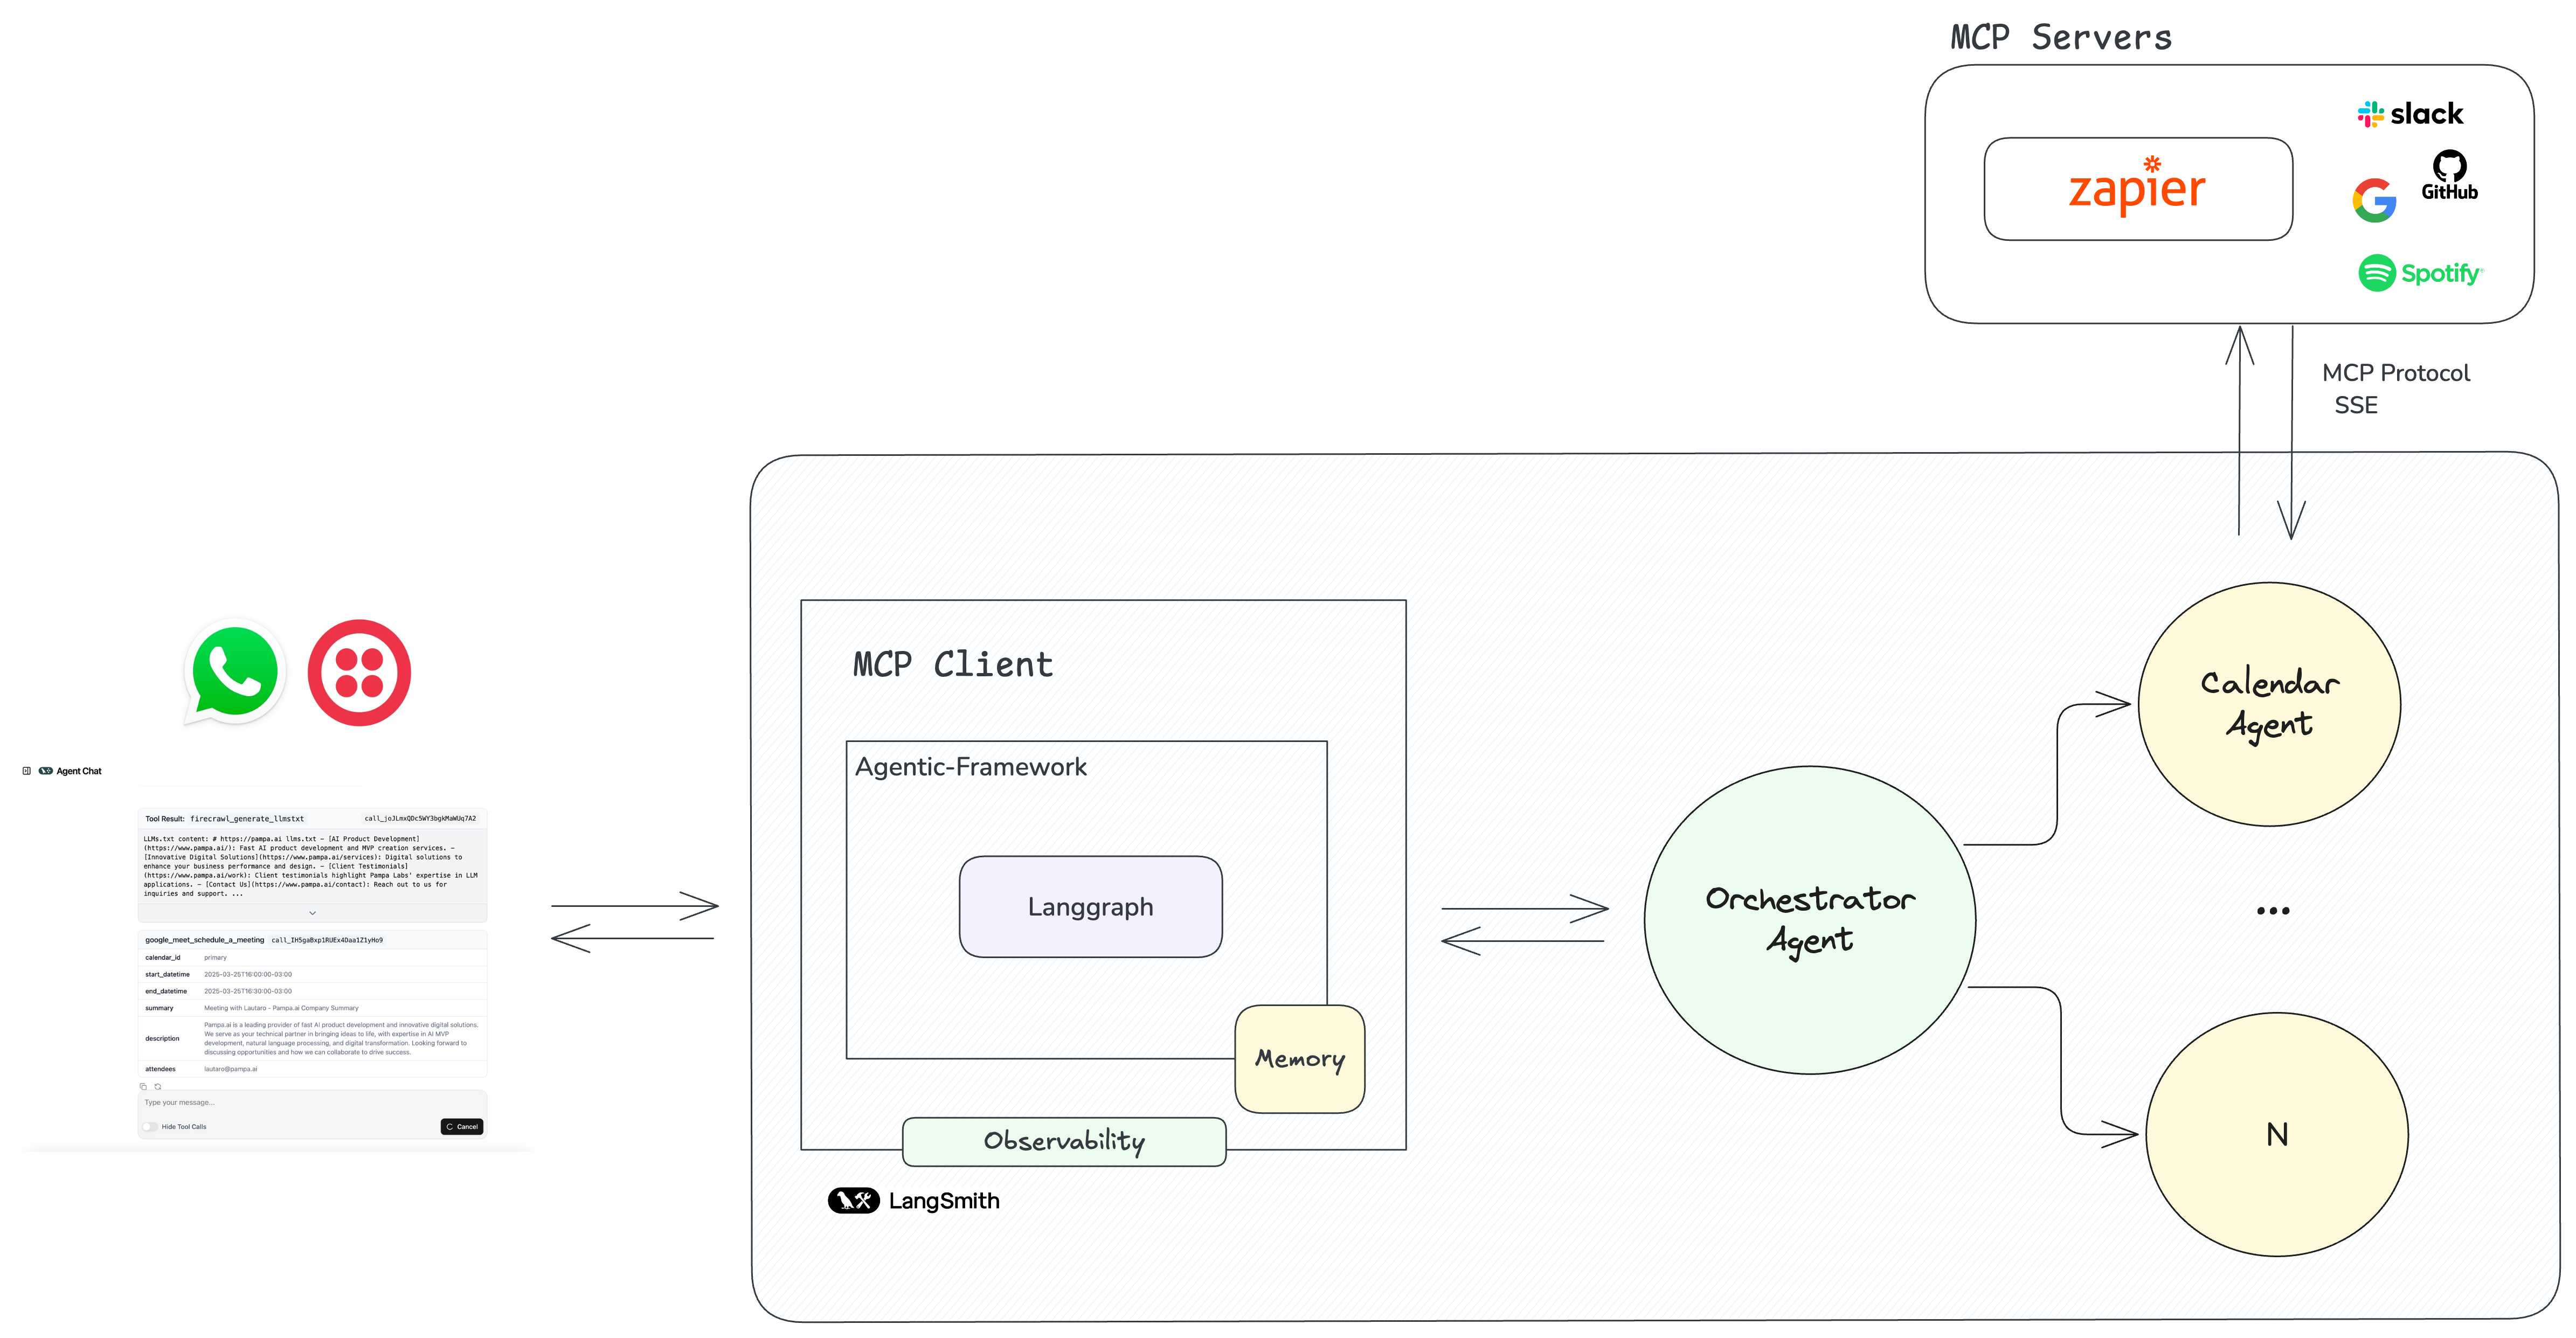 MCP Servers
slack
zapier
GitHub
Spotify
MCP Protocol
SSE
MCP Client
Agentic-Framework
Langgraph
Memory
Observability
LangSmith
Orchestrator
Agent
Calendar
Agent
...
N
Agent Chat
Tool Result: firecrawl_generate_llmstxt call_joJLmxQDc5WY3bgkMaWUq7A2
LLMs.txt content: # https://pampa.ai llms.txt - [AI Product Development]
(https://www.pampa.ai/): Fast AI product development and MVP creation services. -
[Innovative Digital Solutions](https://www.pampa.ai/services): Digital solutions to
enhance your business performance and design. - [Client Testimonials]
(https://www.pampa.ai/work): Client testimonials highlight Pampa Labs' expertise in LLM
applications. - [Contact Us](https://www.pampa.ai/contact): Reach out to us for
inquiries and support. ...
google_meet_schedule_a_meeting call_IH5gaBxp1RUEx4Daa1Z1yHo9
calendar_id primary
start_datetime 2025-03-25T16:00:00-03:00
end_datetime 2025-03-25T16:30:00-03:00
summary Meeting with Lautaro - Pampa.ai Company Summary
description Pampa.ai is a leading provider of fast AI product development and innovative digital solutions.
We serve as your technical partner in bringing ideas to life, with expertise in AI MVP
development, natural language processing, and digital transformation. Looking forward to
discussing opportunities and how we can collaborate to drive success.
attendees lautaro@pampa.ai
Type your message...
Hide Tool Calls
Cancel